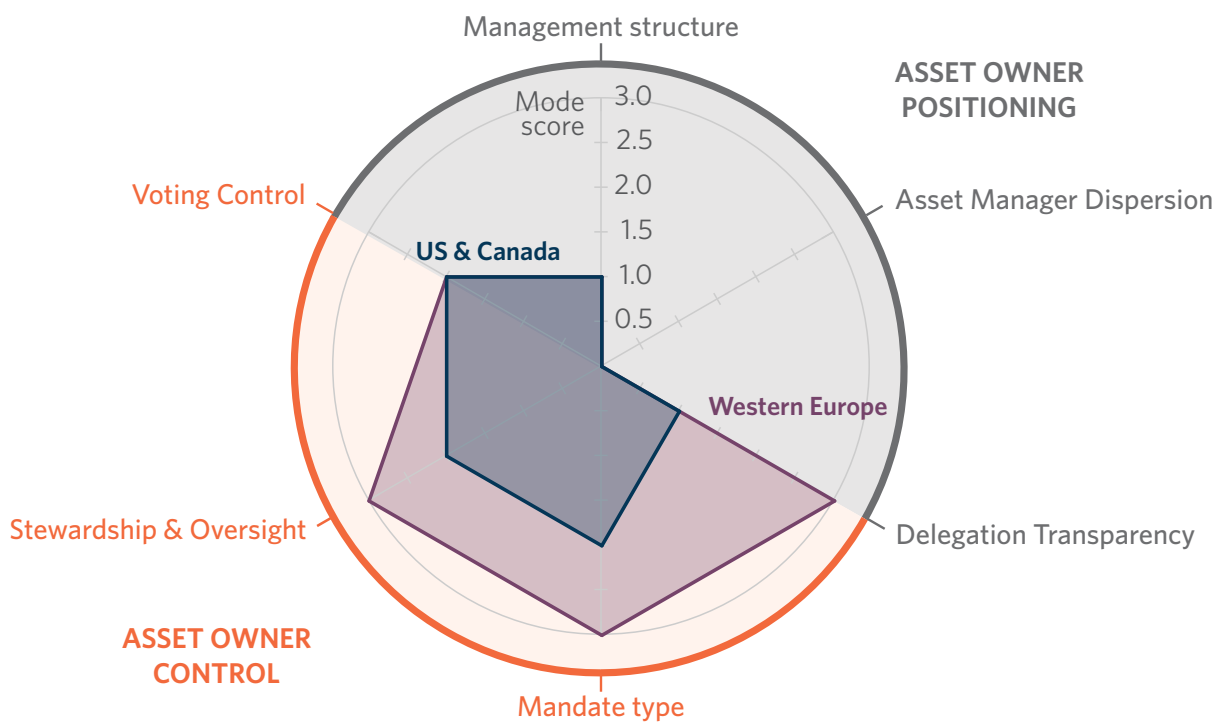 Management structure
ASSET OWNER
POSITIONING
Mode
score
3.0
2.5
2.0
1.5
1.0
0.5
Voting Control
Asset Manager Dispersion
US & Canada
Western Europe
Stewardship & Oversight
Delegation Transparency
ASSET OWNER
CONTROL
Mandate type